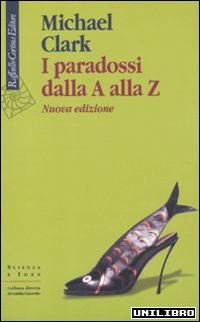 Raffaello Cortina Editore
Michael
Clark
I paradossi
dalla A alla Z
Nuova edizione
SCIENZA
E IDEE
Collana diretta
da Giulio Giorello
UNILIBRO